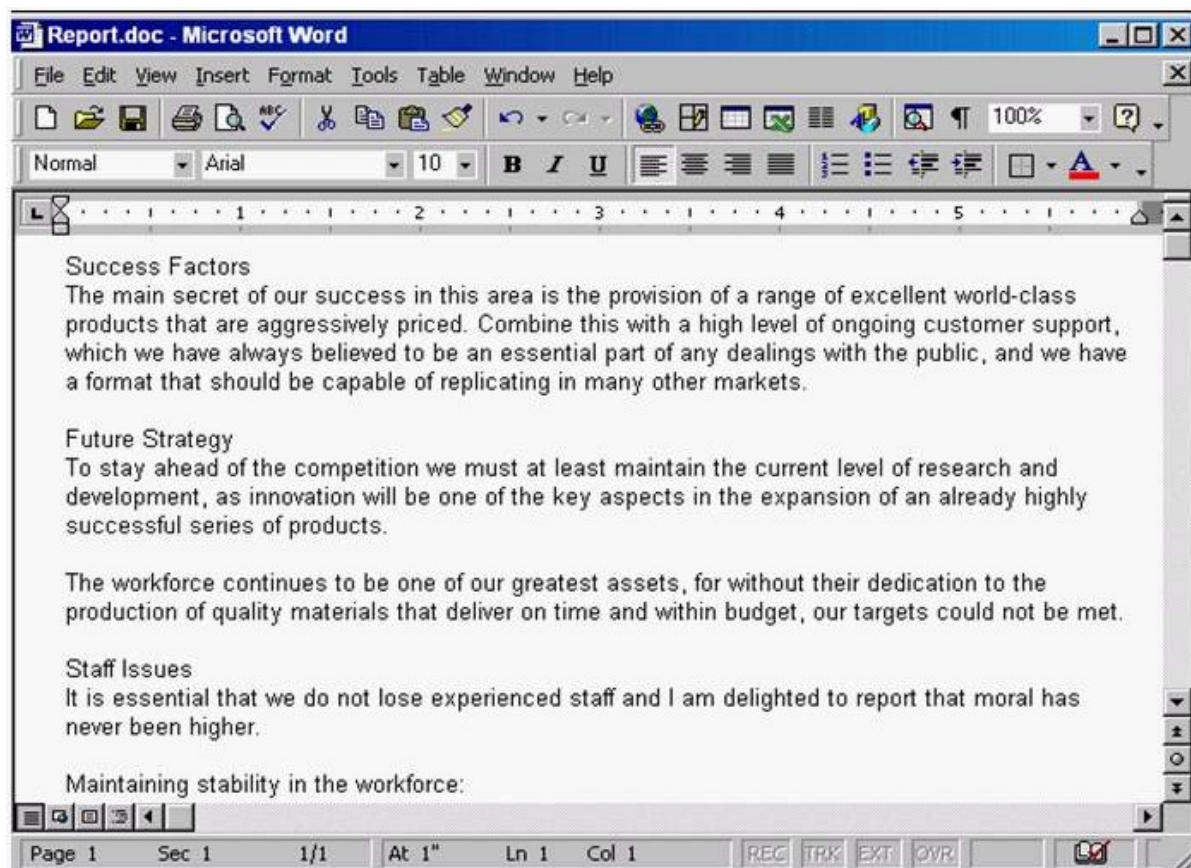 Report.doc - Microsoft Word
File Edit View Insert Format Tools Table Window Help
ABC 100%
Normal Arial 10 B I U A
1 2 3 4 5
Success Factors
The main secret of our success in this area is the provision of a range of excellent world-class
products that are aggressively priced. Combine this with a high level of ongoing customer support,
which we have always believed to be an essential part of any dealings with the public, and we have
a format that should be capable of replicating in many other markets.
Future Strategy
To stay ahead of the competition we must at least maintain the current level of research and
development, as innovation will be one of the key aspects in the expansion of an already highly
successful series of products.
The workforce continues to be one of our greatest assets, for without their dedication to the
production of quality materials that deliver on time and within budget, our targets could not be met.
Staff Issues
It is essential that we do not lose experienced staff and I am delighted to report that moral has
never been higher.
Maintaining stability in the workforce:
Page 1 Sec 1 1/1 At 1" Ln 1 Col 1 REC TRK EXT OVR